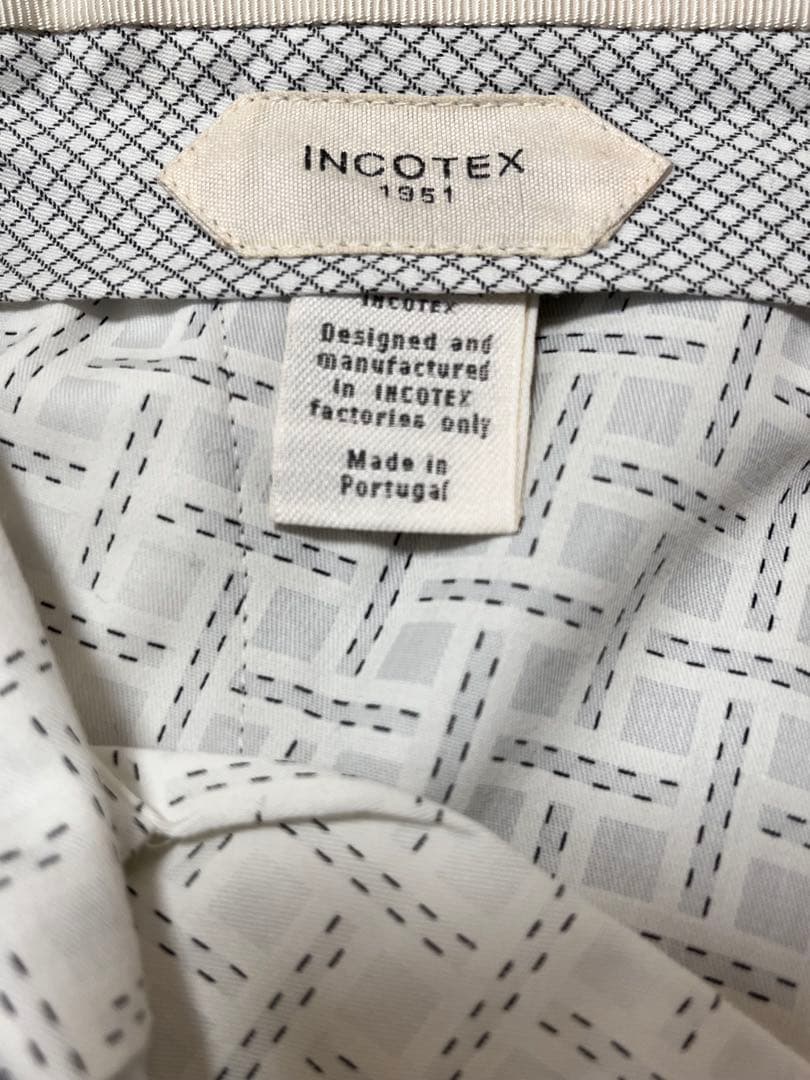 INCOTEX
1951
INCOTEX
Designed and
manufactured
in INCOTEX
factories only
Made in
Portugal